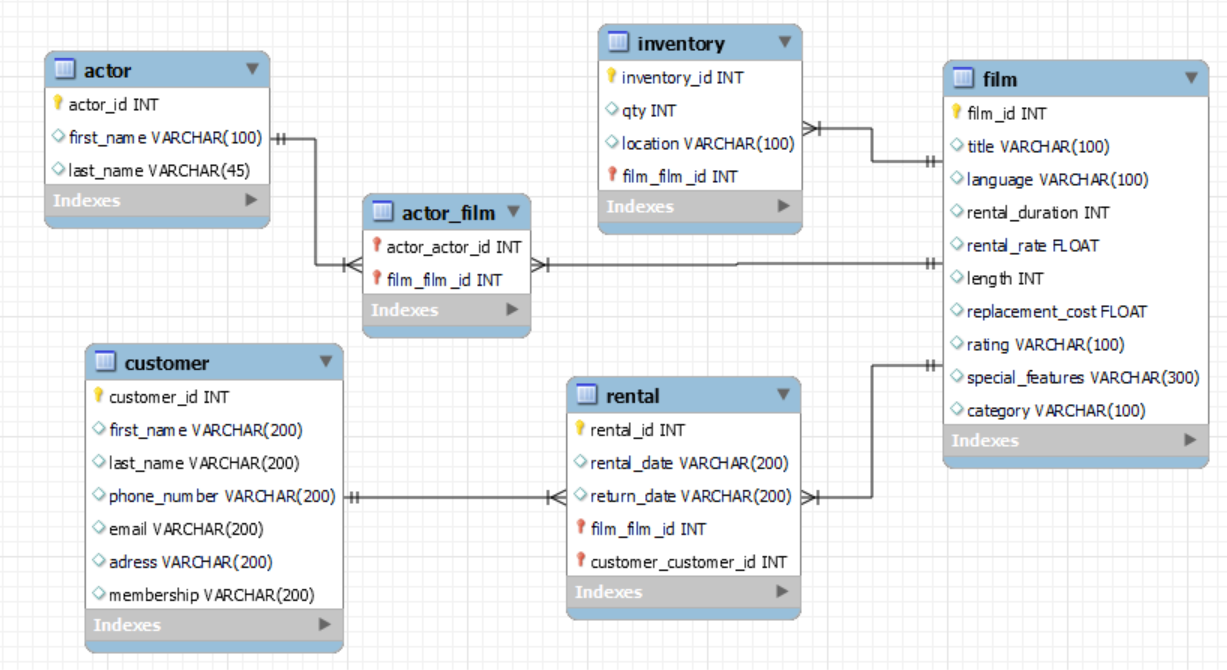 actor
actor_id INT
first_name VARCHAR(100)
last_name VARCHAR(45)
Indexes
inventory
inventory_id INT
qty INT
location VARCHAR(100)
film_film_id INT
Indexes
film
film_id INT
title VARCHAR(100)
language VARCHAR(100)
rental_duration INT
rental_rate FLOAT
length INT
replacement_cost FLOAT
rating VARCHAR(100)
special_features VARCHAR(300)
category VARCHAR(100)
Indexes
actor_film
actor_actor_id INT
film_film_id INT
Indexes
customer
customer_id INT
first_name VARCHAR(200)
last_name VARCHAR(200)
phone_number VARCHAR(200)
email VARCHAR(200)
adress VARCHAR(200)
membership VARCHAR(200)
Indexes
rental
rental_id INT
rental_date VARCHAR(200)
return_date VARCHAR(200)
film_film_id INT
customer_customer_id INT
Indexes